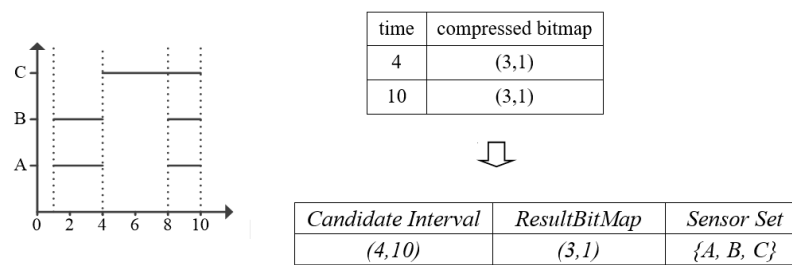 C
B
A
0 2 4 6 8 10
time compressed bitmap
4 (3,1)
10 (3,1)
Candidate Interval ResultBitMap Sensor Set
(4,10) (3,1) {A, B, C}